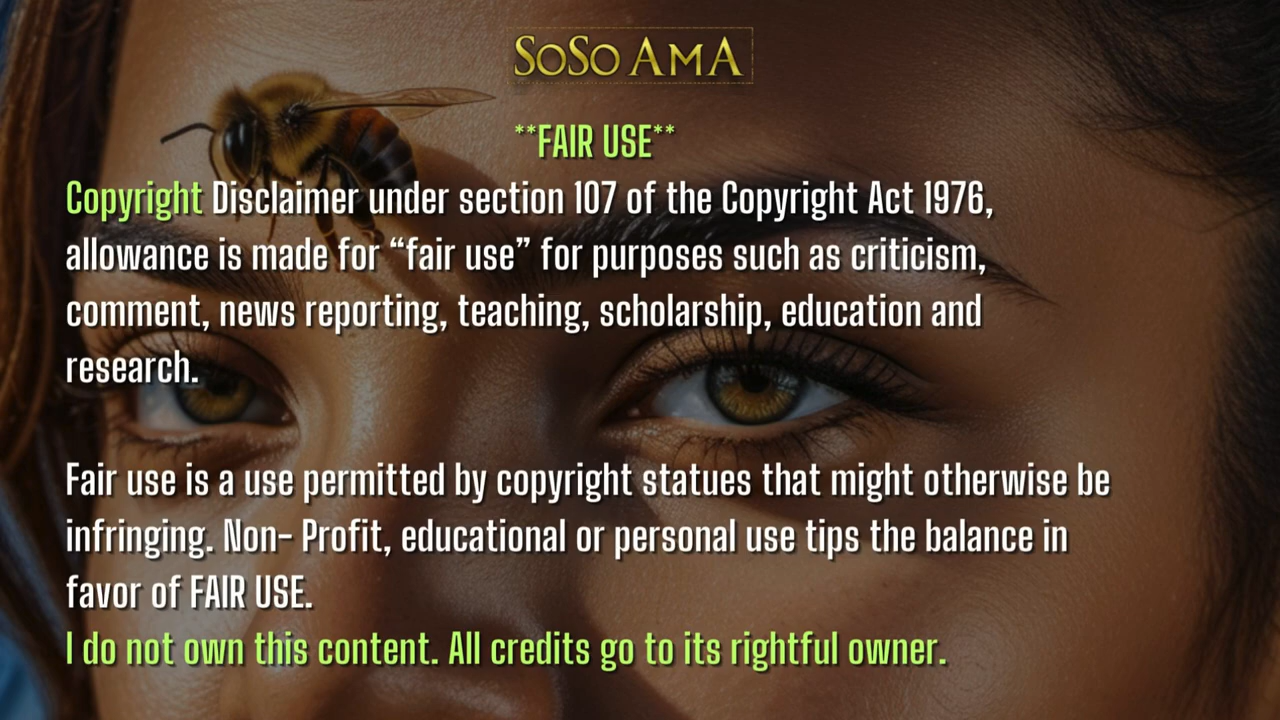 SoSo AmA
**FAIR USE**
Copyright Disclaimer under section 107 of the Copyright Act 1976,
allowance is made for “fair use” for purposes such as criticism,
comment, news reporting, teaching, scholarship, education and
research.
Fair use is a use permitted by copyright statues that might otherwise be
infringing. Non- Profit, educational or personal use tips the balance in
favor of FAIR USE.
I do not own this content. All credits go to its rightful owner.